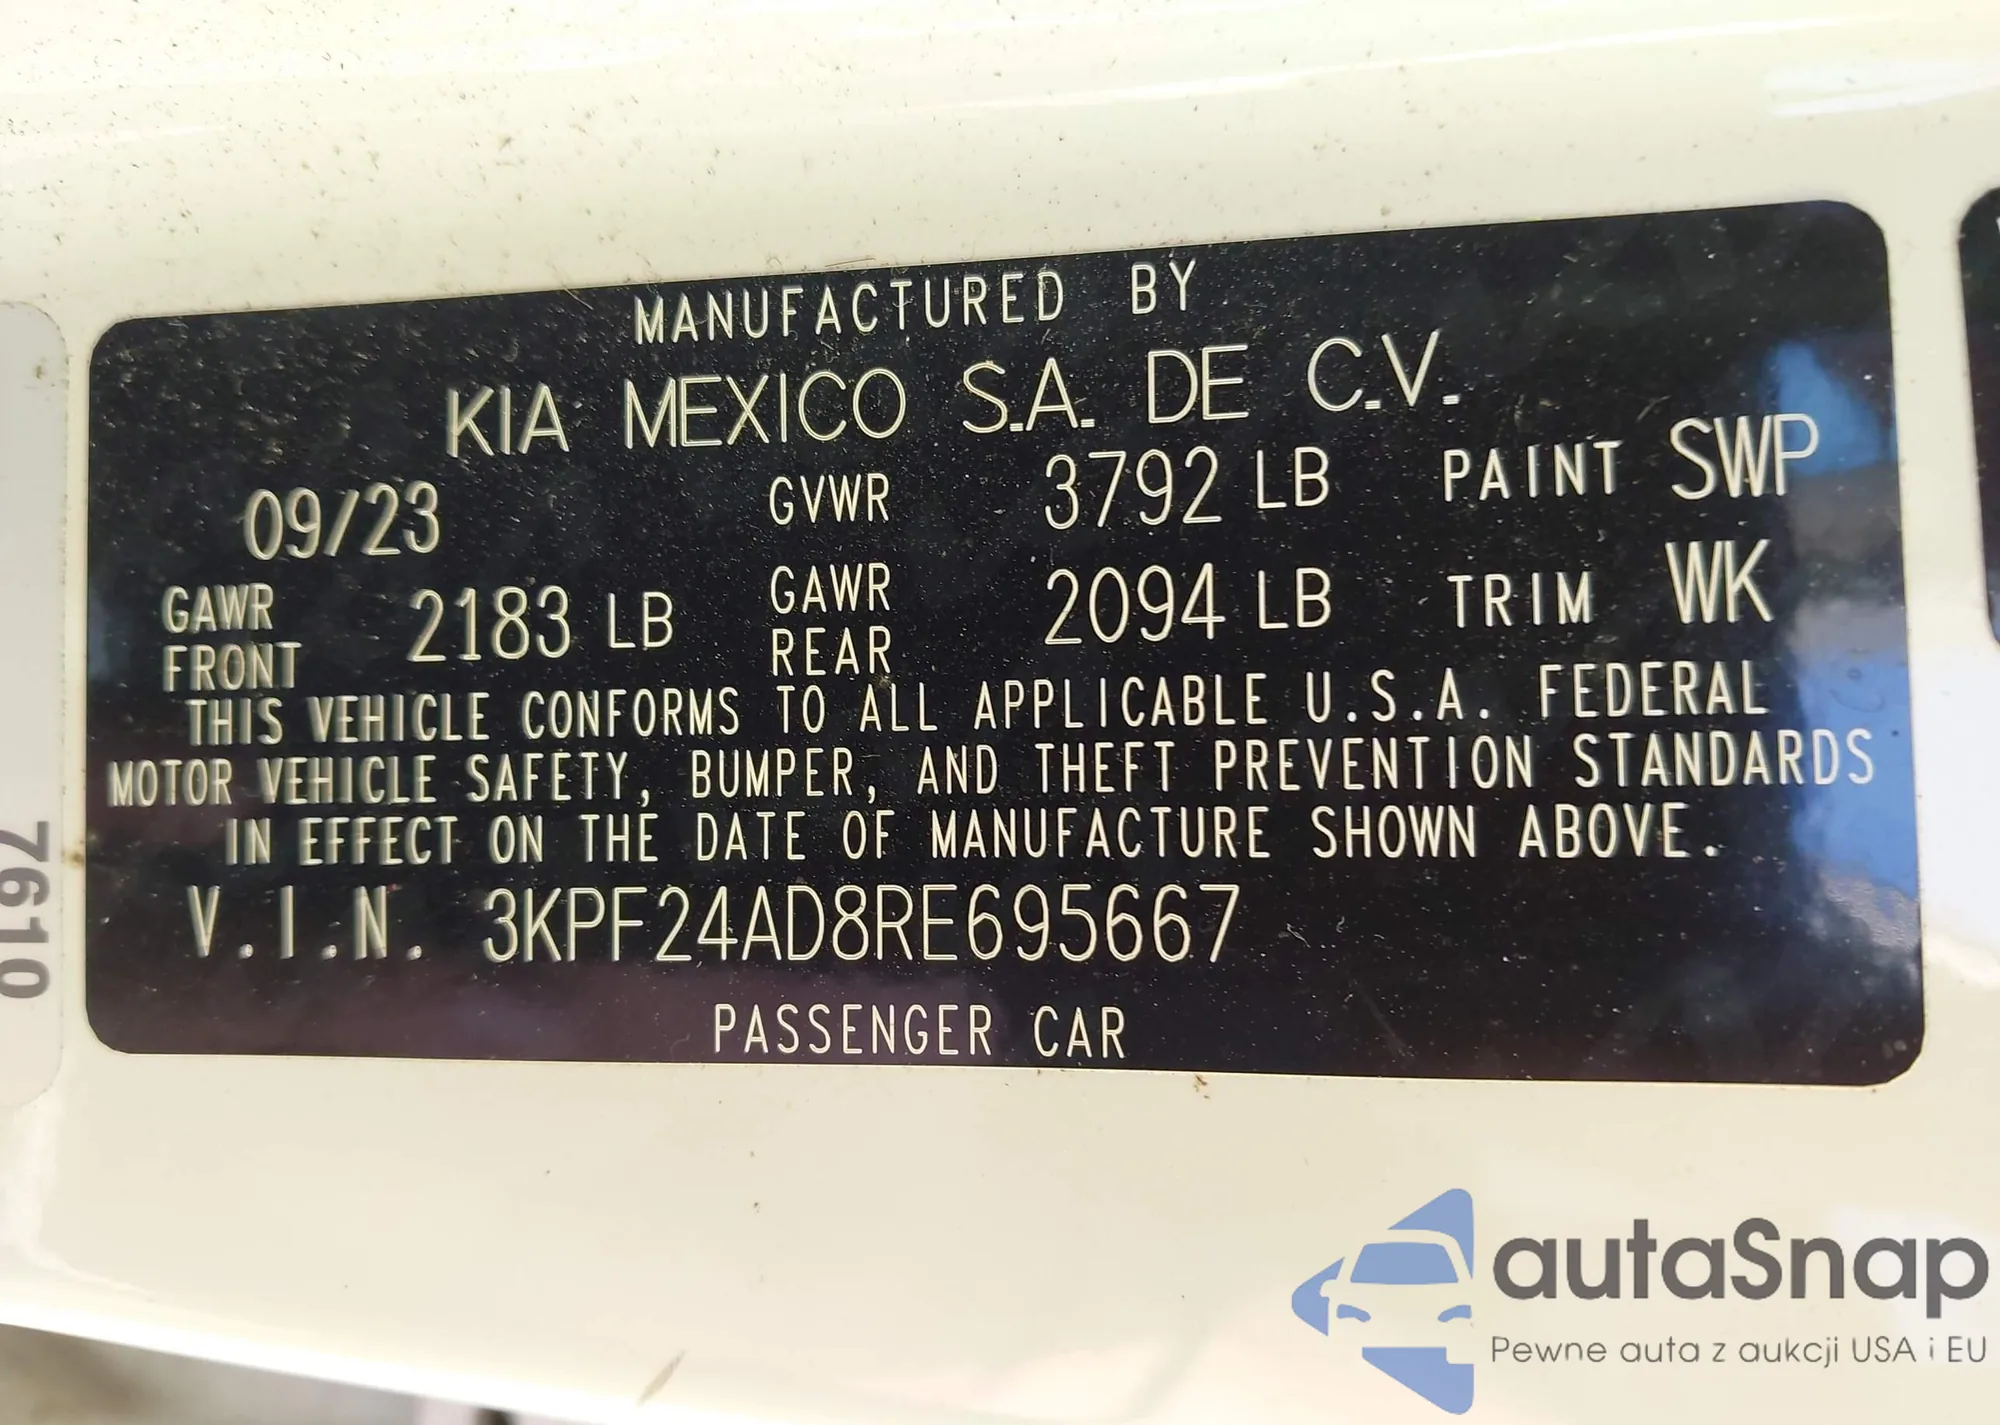 MANUFACTURED BY
KIA MEXICO S.A. DE C.V.
09/23 GVWR 3792 LB PAINT SWP
GAWR FRONT 2183 LB GAWR REAR 2094 LB TRIM WK
THIS VEHICLE CONFORMS TO ALL APPLICABLE U.S.A. FEDERAL
MOTOR VEHICLE SAFETY, BUMPER, AND THEFT PREVENTION STANDARDS
IN EFFECT ON THE DATE OF MANUFACTURE SHOWN ABOVE.
V.I.N. 3KPF24AD8RE695667
PASSENGER CAR
7610
autaSnap
Pewne auta z aukcji USA i EU